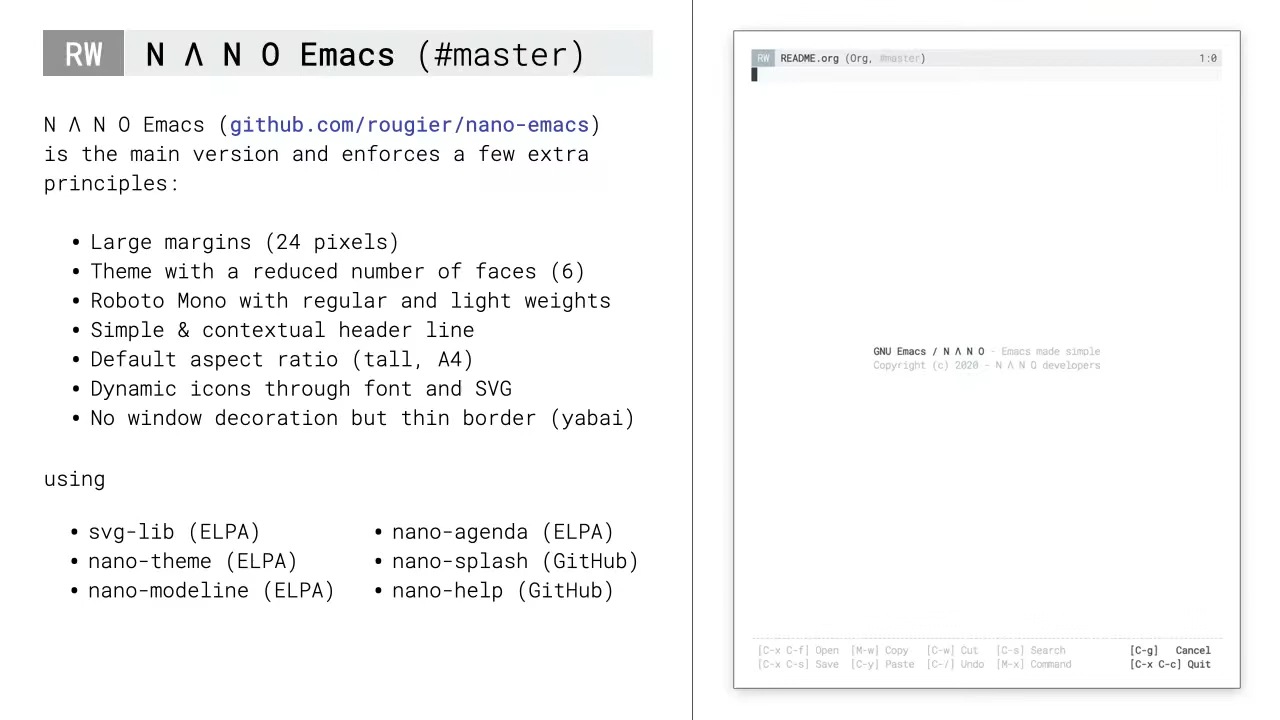 RW N Λ N O Emacs (#master)
N Λ N O Emacs (github.com/rougier/nano-emacs)
is the main version and enforces a few extra
principles:
• Large margins (24 pixels)
• Theme with a reduced number of faces (6)
• Roboto Mono with regular and light weights
• Simple & contextual header line
• Default aspect ratio (tall, A4)
• Dynamic icons through font and SVG
• No window decoration but thin border (yabai)
using
• svg-lib (ELPA)
• nano-theme (ELPA)
• nano-modeline (ELPA)
• nano-agenda (ELPA)
• nano-splash (GitHub)
• nano-help (GitHub)
RW README.org (Org, #master) 1:0
GNU Emacs / N Λ N O - Emacs made simple
Copyright (c) 2020 - N Λ N O developers
[C-x C-f] Open [M-w] Copy [C-w] Cut [C-s] Search [C-g] Cancel
[C-x C-s] Save [C-y] Paste [C-/] Undo [M-x] Command [C-x C-c] Quit